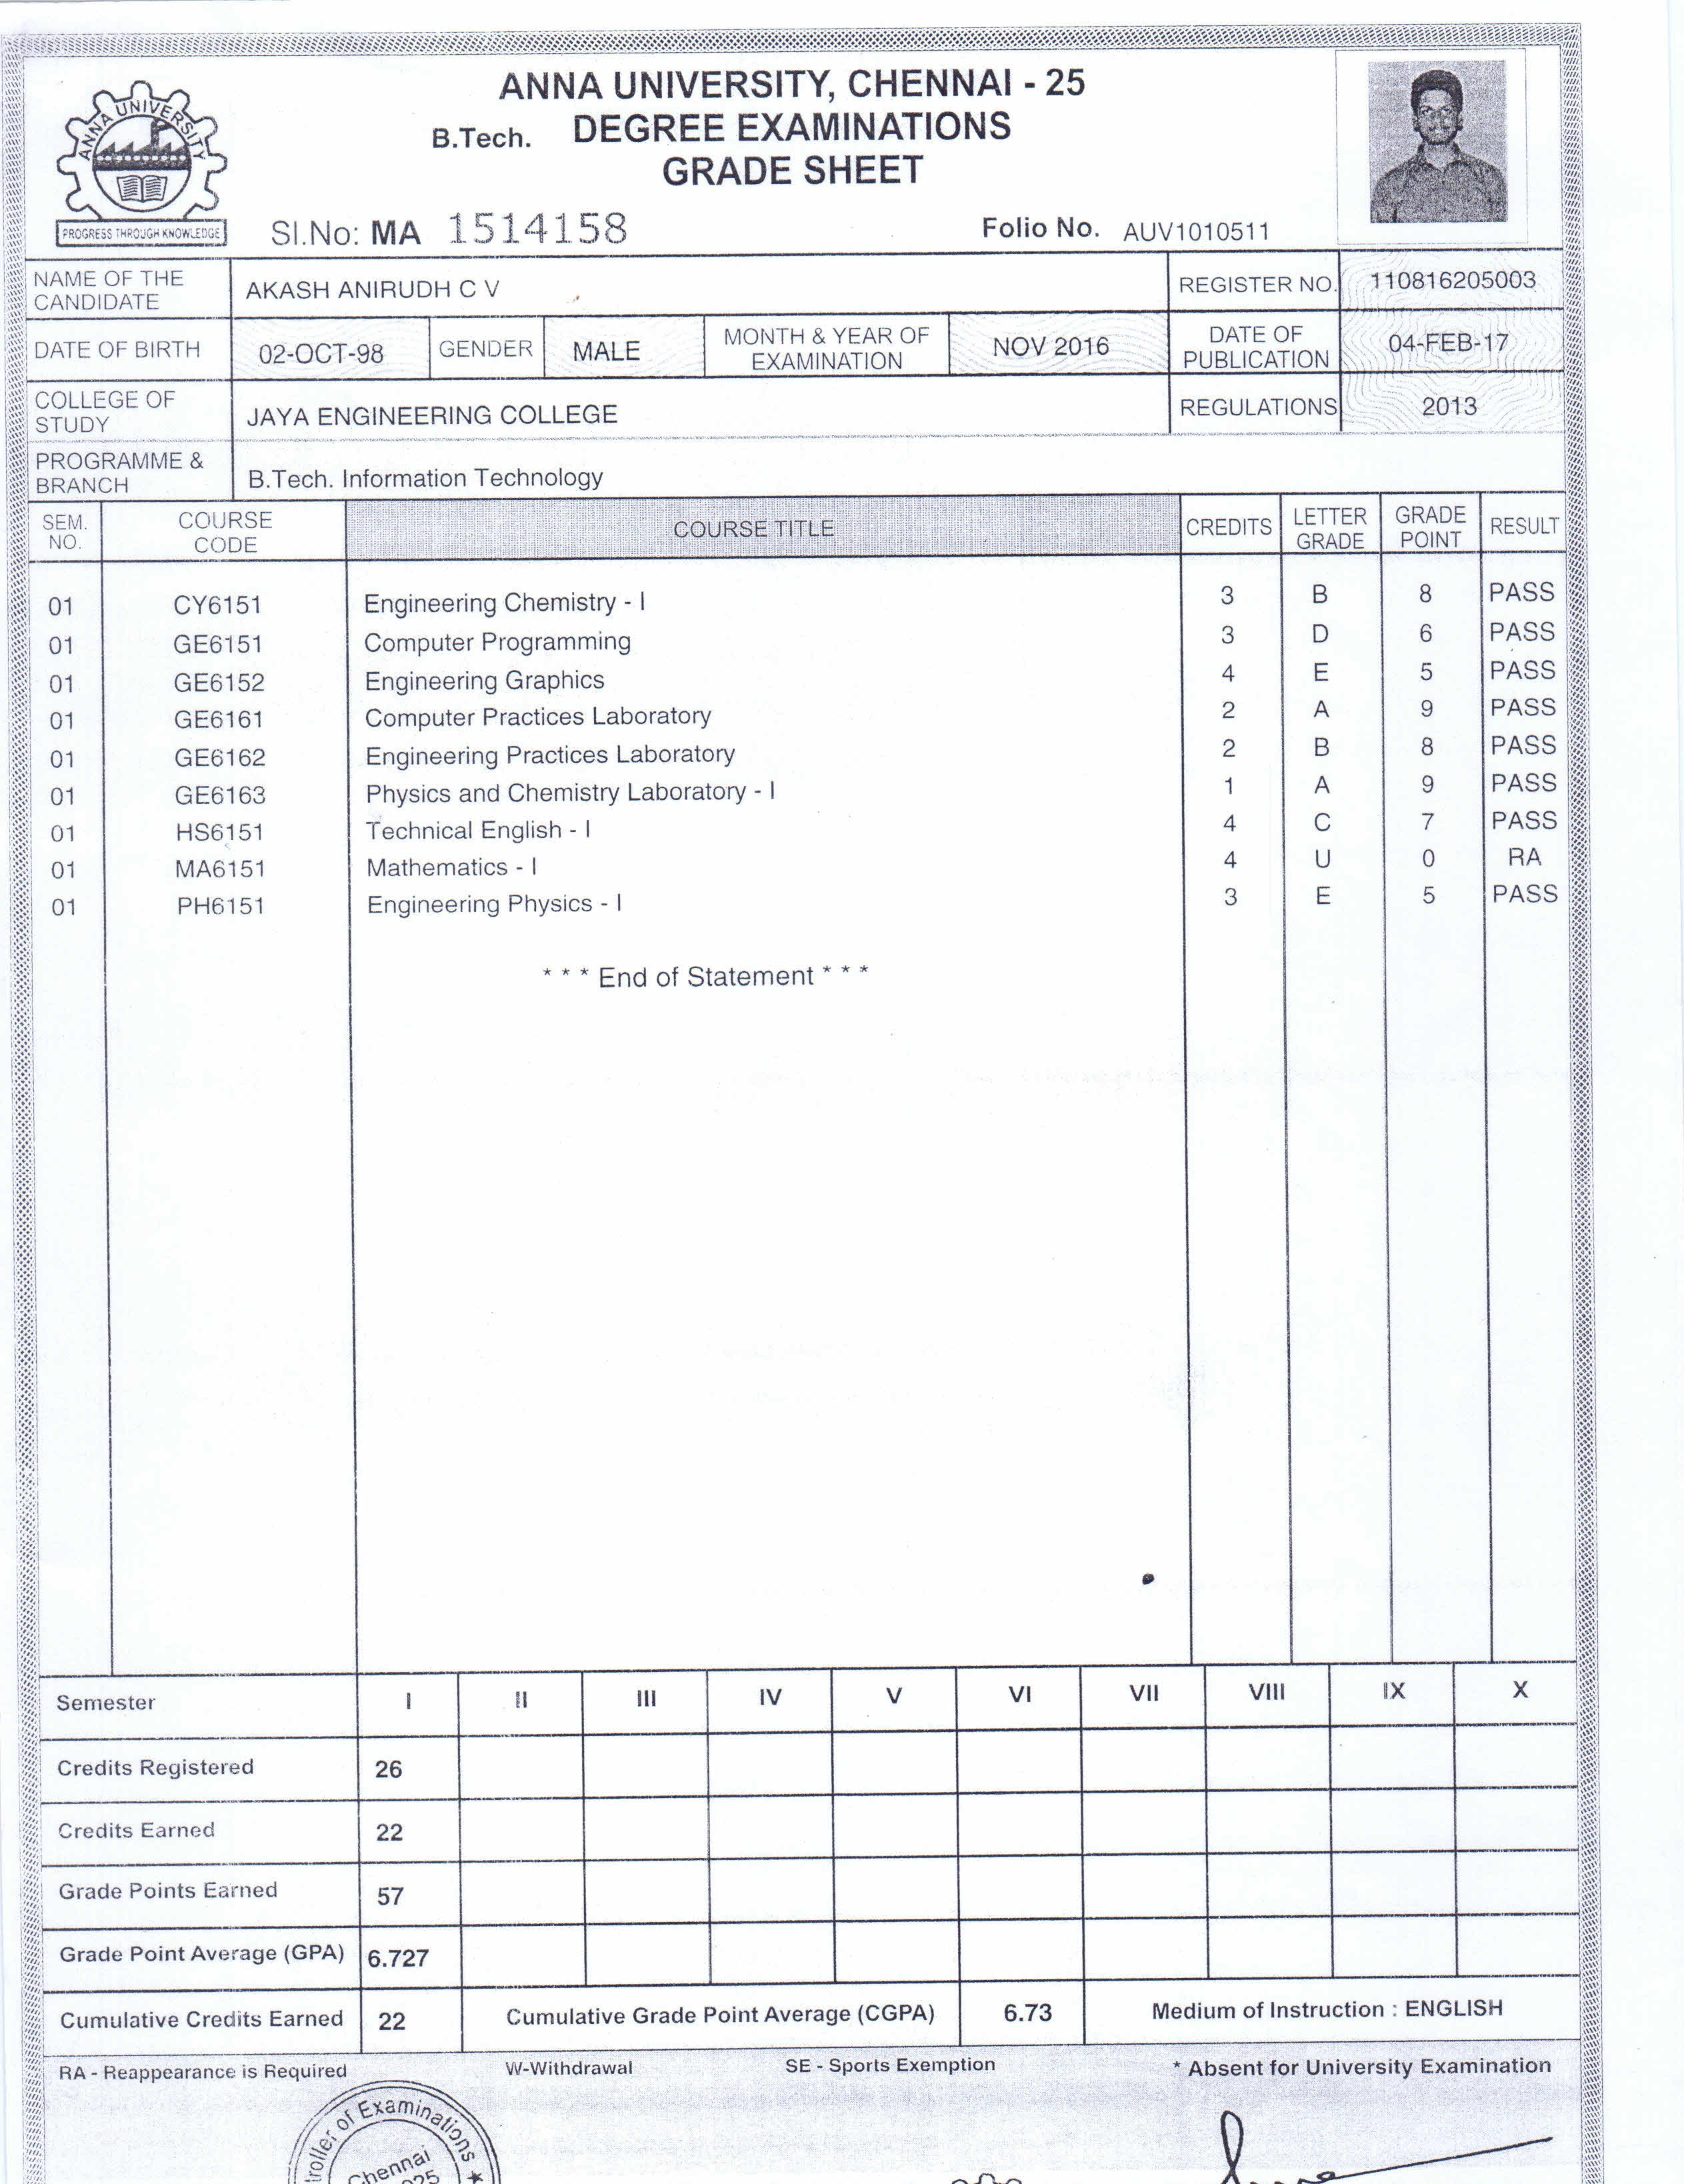 ANNA UNIVERSITY, CHENNAI - 25
B.Tech. DEGREE EXAMINATIONS
GRADE SHEET
ANNA UNIVERSITY
PROGRESS THROUGH KNOWLEDGE
Sl.No: MA 1514158 Folio No. AUV1010511
NAME OF THE CANDIDATE AKASH ANIRUDH C V REGISTER NO. 110816205003
DATE OF BIRTH 02-OCT-98 GENDER MALE MONTH & YEAR OF EXAMINATION NOV 2016 DATE OF PUBLICATION 04-FEB-17
COLLEGE OF STUDY JAYA ENGINEERING COLLEGE REGULATIONS 2013
PROGRAMME & BRANCH B.Tech. Information Technology
SEM. NO. COURSE CODE COURSE TITLE CREDITS LETTER GRADE GRADE POINT RESULT
01 CY6151 Engineering Chemistry - I 3 B 8 PASS
01 GE6151 Computer Programming 3 D 6 PASS
01 GE6152 Engineering Graphics 4 E 5 PASS
01 GE6161 Computer Practices Laboratory 2 A 9 PASS
01 GE6162 Engineering Practices Laboratory 2 B 8 PASS
01 GE6163 Physics and Chemistry Laboratory - I 1 A 9 PASS
01 HS6151 Technical English - I 4 C 7 PASS
01 MA6151 Mathematics - I 4 U 0 RA
01 PH6151 Engineering Physics - I 3 E 5 PASS
* * * End of Statement * * *
Semester I II III IV V VI VII VIII IX X
Credits Registered 26
Credits Earned 22
Grade Points Earned 57
Grade Point Average (GPA) 6.727
Cumulative Credits Earned 22 Cumulative Grade Point Average (CGPA) 6.73 Medium of Instruction : ENGLISH
RA - Reappearance is Required W-Withdrawal SE - Sports Exemption * Absent for University Examination
of Examinations
Chennai